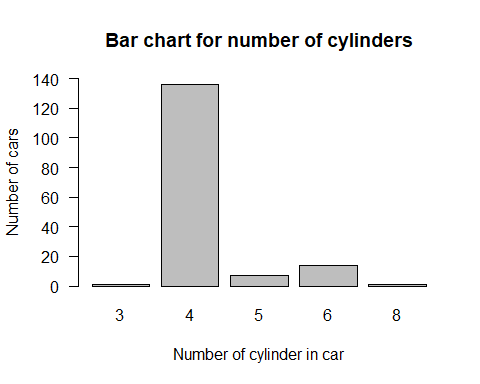 Bar chart for number of cylinders
Number of cars
140
120
100
80
60
40
20
0
3 4 5 6 8
Number of cylinder in car